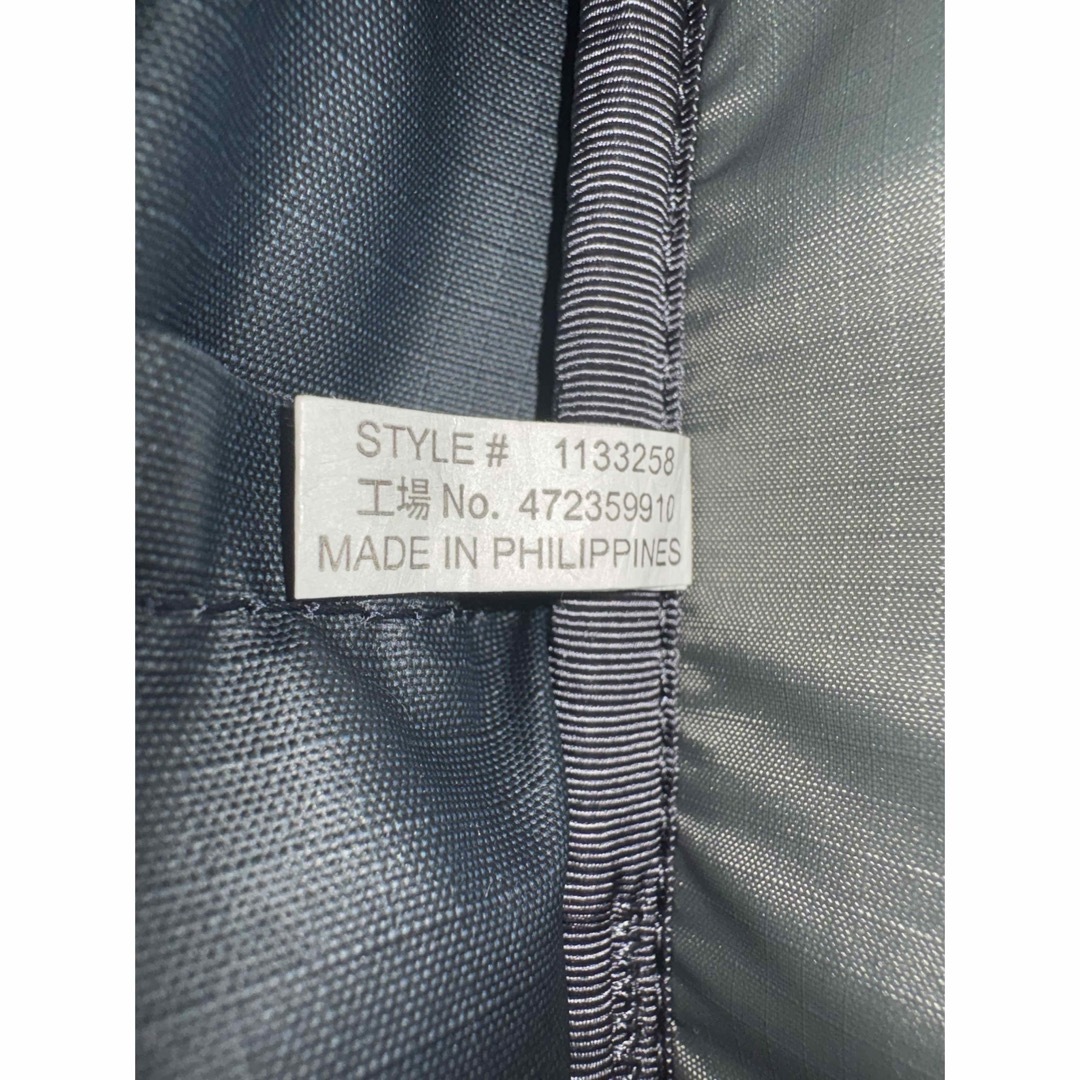 STYLE # 1133258
工場 No. 472359910
MADE IN PHILIPPINES